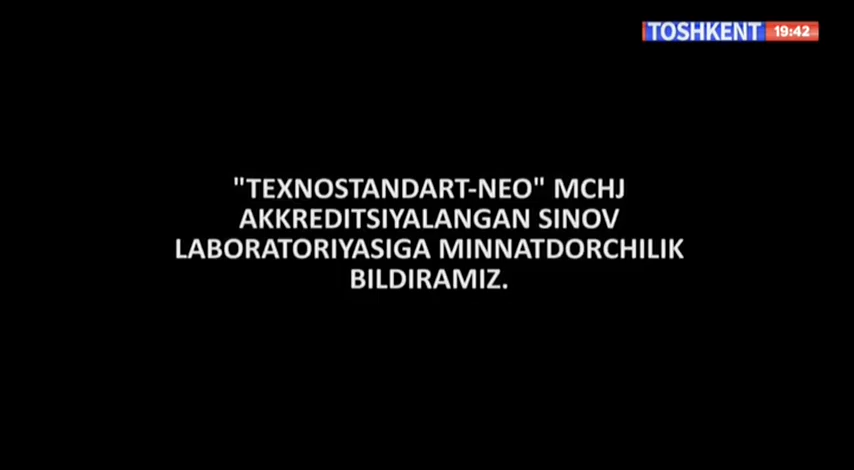 TOSHKENT 19:42
"TEXNOSTANDART-NEO" MCHJ
AKKREDITSIYALANGAN SINOV
LABORATORIYASIGA MINNATDORCHILIK
BILDIRAMIZ.